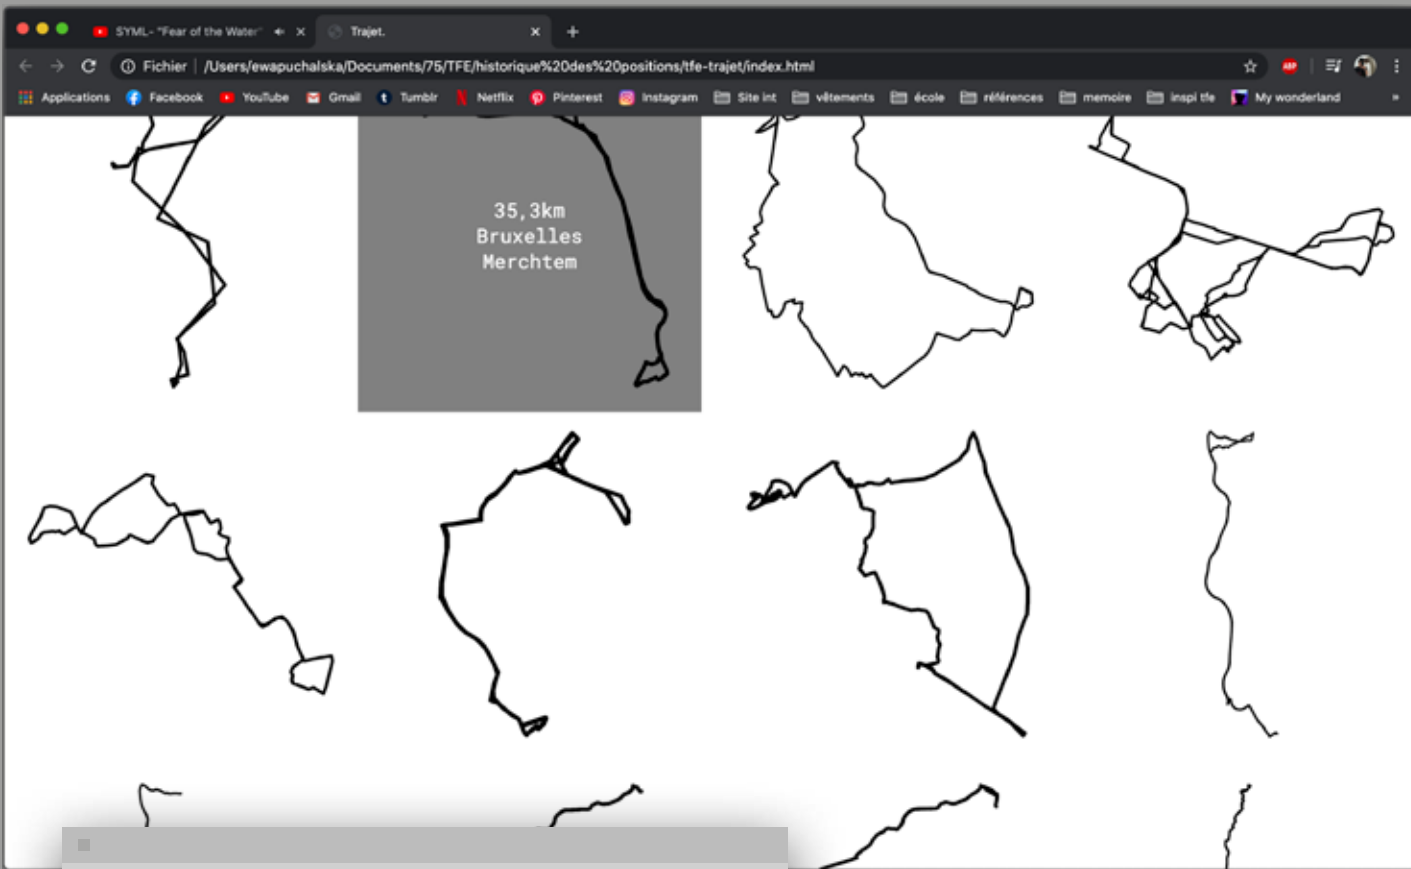 SYML- "Fear of the Water"
Trajet.
Fichier
/Users/ewapuchalska/Documents/75/TFE/historique%20des%20positions/tfe-trajet/index.html
ABP
Applications
Facebook
YouTube
Gmail
Tumblr
Netflix
Pinterest
Instagram
Site int
vêtements
école
références
memoire
inspi tfe
My wonderland
»
35,3km
Bruxelles
Merchtem